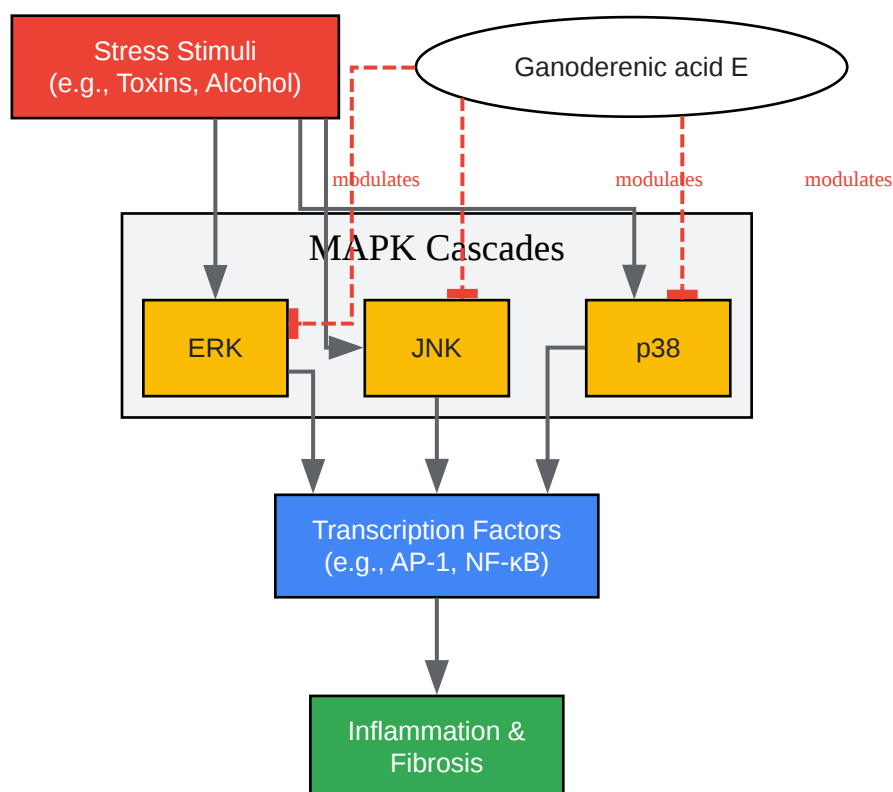 Stress Stimuli
(e.g., Toxins, Alcohol)
Ganoderenic acid E
modulates
modulates
modulates
MAPK Cascades
ERK
JNK
p38
Transcription Factors
(e.g., AP-1, NF-κB)
Inflammation &
Fibrosis